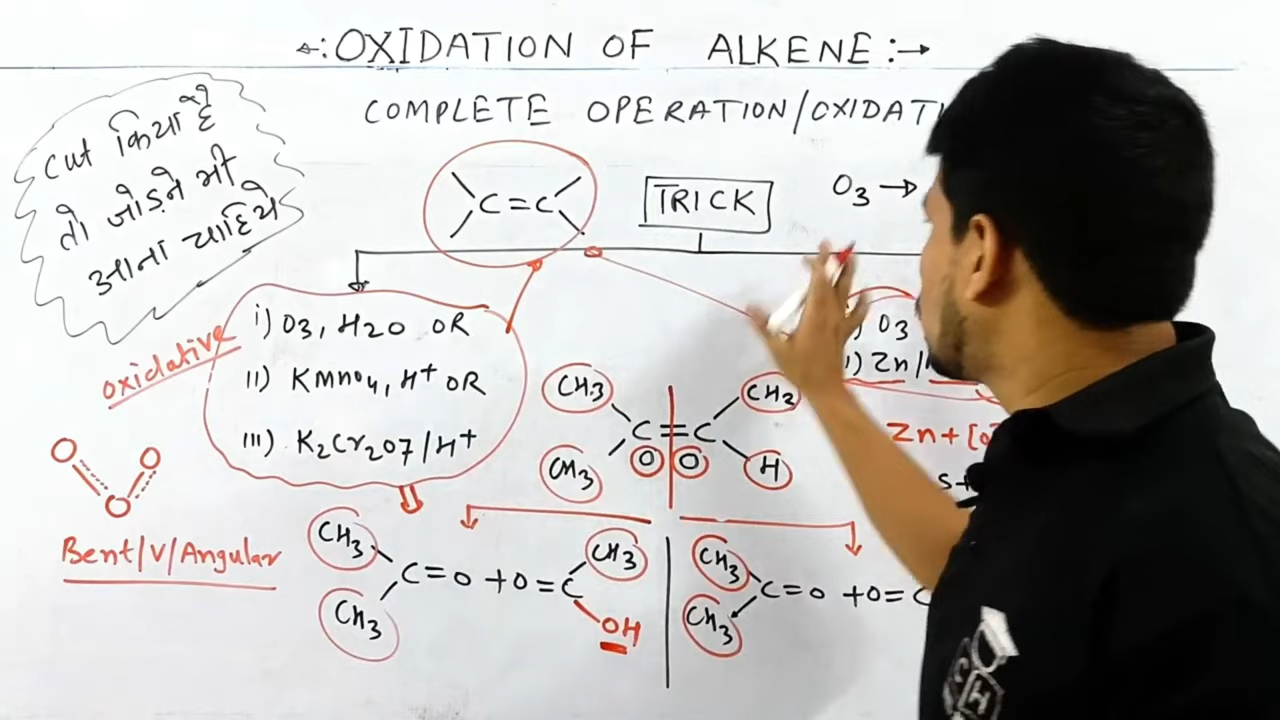 ←:OXIDATION OF ALKENE:→
COMPLETE OPERATION/OXIDATI
cut किया है
तो जोड़ने भी
आना चाहिये
C=C
TRICK
O3 →
oxidative
i) O3, H2O OR
ii) KMnO4, H+ OR
iii) K2Cr2O7/H+
O3
i) Zn/
Zn+[O]
CH3
CH3
C=C
O O
CH3
H
O
O
O
Bent/V/Angular
CH3
CH3
C=O +O=C
CH3
OH
CH3
CH3
C=O +O=C